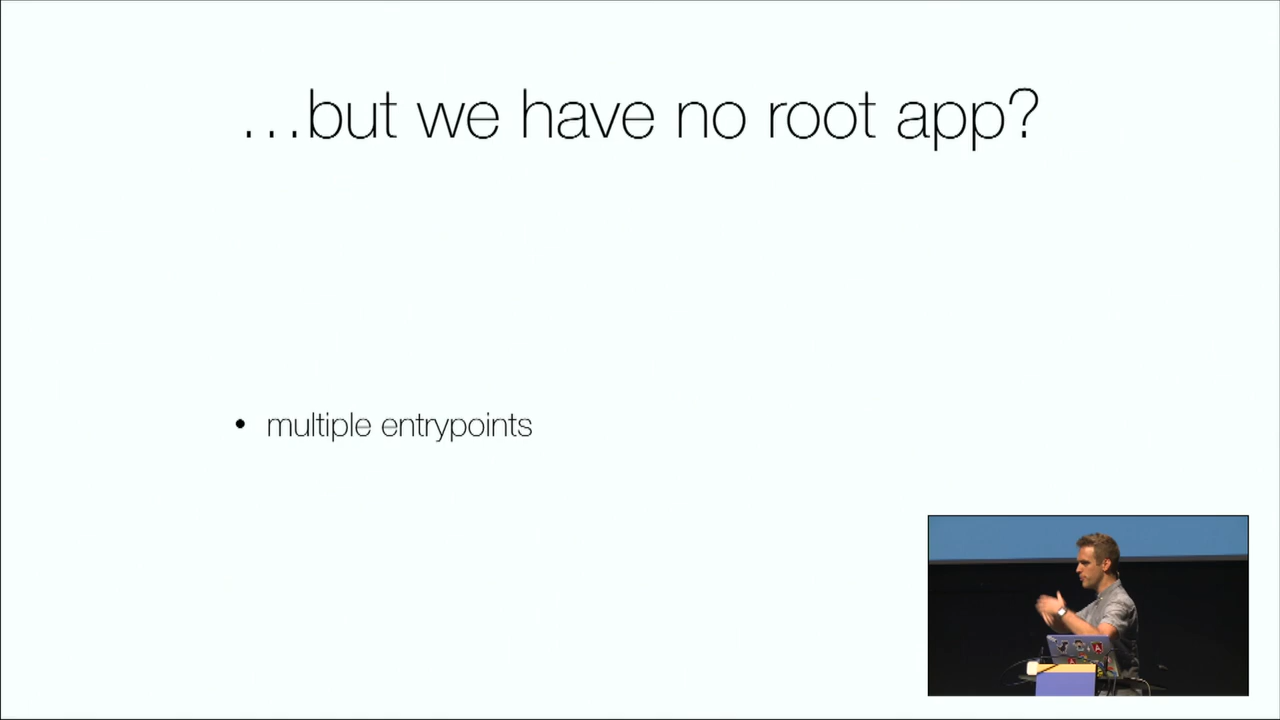 …but we have no root app?
• multiple entrypoints